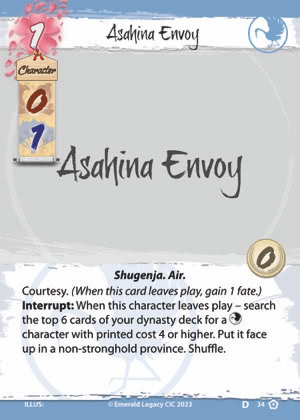 1
Asahina Envoy
Character
0
1
Asahina Envoy
0
Shugenja. Air.
Courtesy. (When this card leaves play, gain 1 fate.)
Interrupt: When this character leaves play – search
the top 6 cards of your dynasty deck for a
character with printed cost 4 or higher. Put it face
up in a non-stronghold province. Shuffle.
ILLUS: © Emerald Legacy CIC 2023 D 34